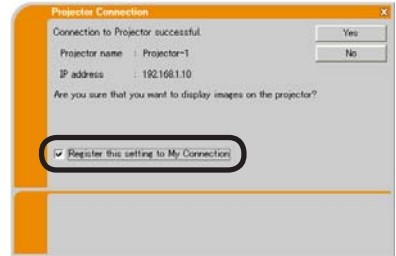 Projector Connection x
Connection to Projector successful. Yes
Projector name : Projector-1 No
IP address : 192.168.1.10
Are you sure that you want to display images on the projector?
Register this setting to My Connection